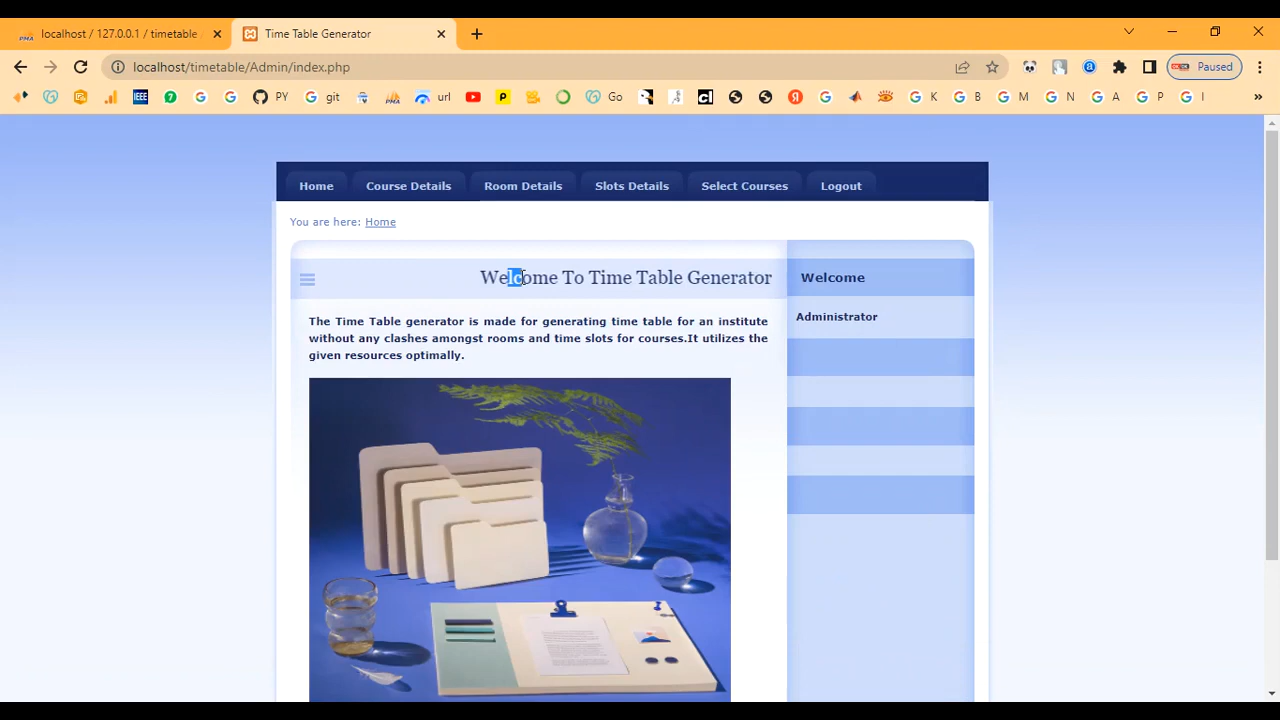 localhost / 127.0.0.1 / timetable
Time Table Generator
localhost/timetable/Admin/index.php
Paused
IEEE
PY
git
url
Go
K
B
M
N
A
P
I
Home
Course Details
Room Details
Slots Details
Select Courses
Logout
You are here: Home
Welcome To Time Table Generator
Welcome
The Time Table generator is made for generating time table for an institute
without any clashes amongst rooms and time slots for courses.It utilizes the
given resources optimally.
Administrator